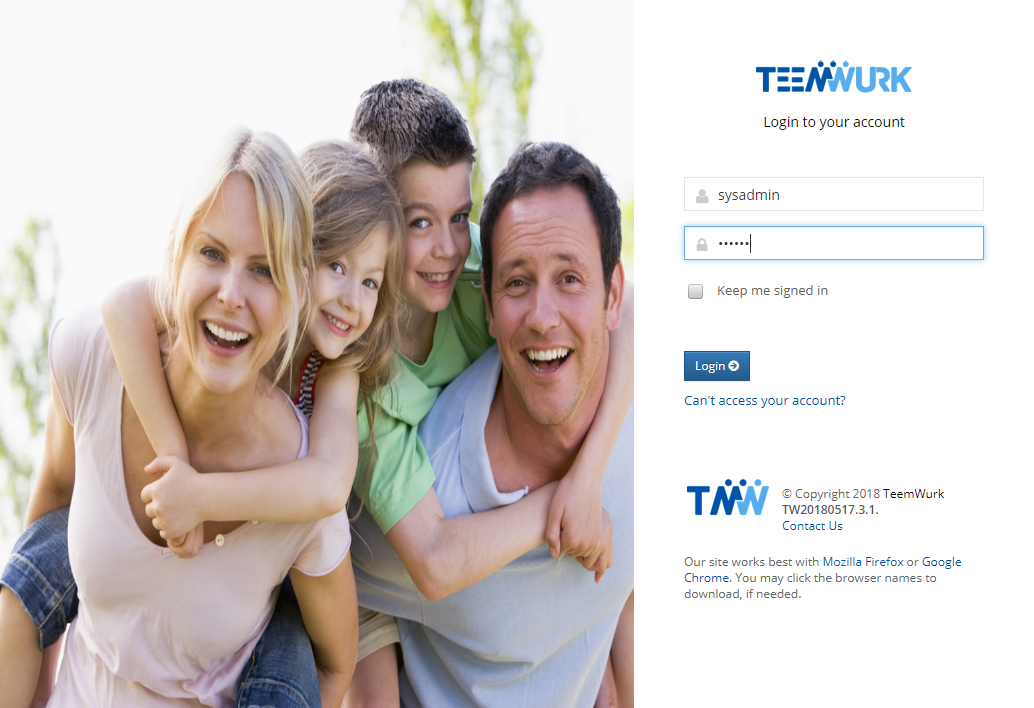 TEEMWURK
Login to your account
sysadmin
••••••
Keep me signed in
Login
Can't access your account?
TMW
© Copyright 2018 TeemWurk
TW20180517.3.1.
Contact Us
Our site works best with Mozilla Firefox or Google
Chrome. You may click the browser names to
download, if needed.